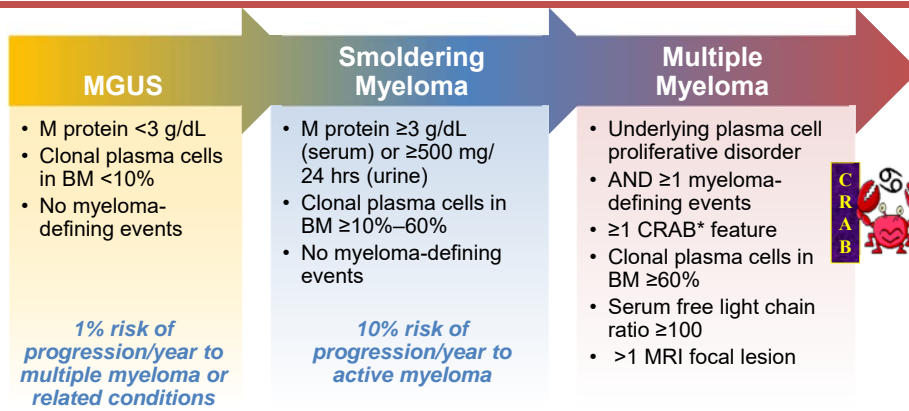 MGUS
• M protein <3 g/dL
• Clonal plasma cells
in BM <10%
• No myeloma-
defining events
1% risk of
progression/year to
multiple myeloma or
related conditions
Smoldering
Myeloma
• M protein ≥3 g/dL
(serum) or ≥500 mg/
24 hrs (urine)
• Clonal plasma cells in
BM ≥10%–60%
• No myeloma-defining
events
10% risk of
progression/year to
active myeloma
Multiple
Myeloma
• Underlying plasma cell
proliferative disorder
• AND ≥1 myeloma-
defining events
• ≥1 CRAB* feature
• Clonal plasma cells in
BM ≥60%
• Serum free light chain
ratio ≥100
• >1 MRI focal lesion
C
R
A
B